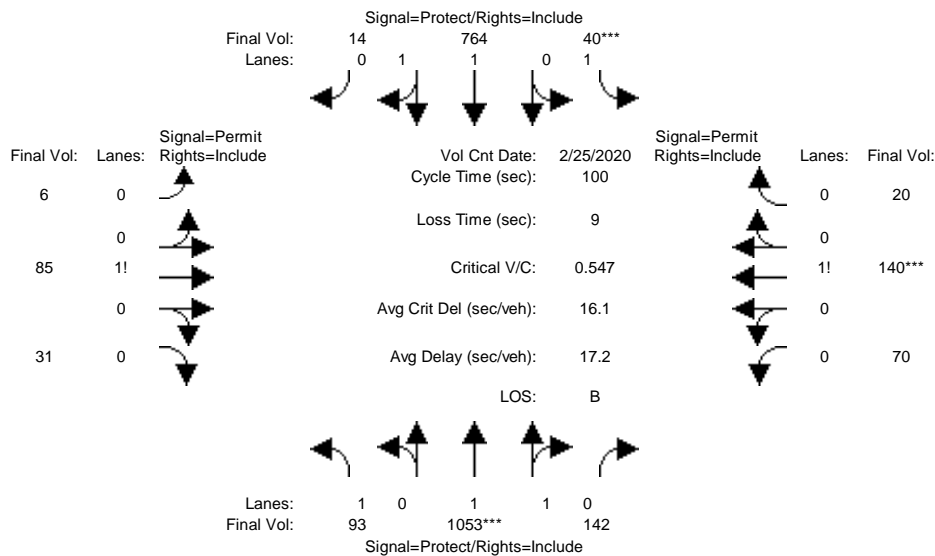 Signal=Protect/Rights=Include
Final Vol: 14 764 40***
Lanes: 0 1 1 0 1
Signal=Permit Signal=Permit
Final Vol: Lanes: Rights=Include Vol Cnt Date: 2/25/2020 Rights=Include Lanes: Final Vol:
Cycle Time (sec): 100
6 0 0 20
Loss Time (sec): 9
0 0
85 1! Critical V/C: 0.547 1! 140***
0 Avg Crit Del (sec/veh): 16.1 0
31 0 Avg Delay (sec/veh): 17.2 0 70
LOS: B
Lanes: 1 0 1 1 0
Final Vol: 93 1053*** 142
Signal=Protect/Rights=Include